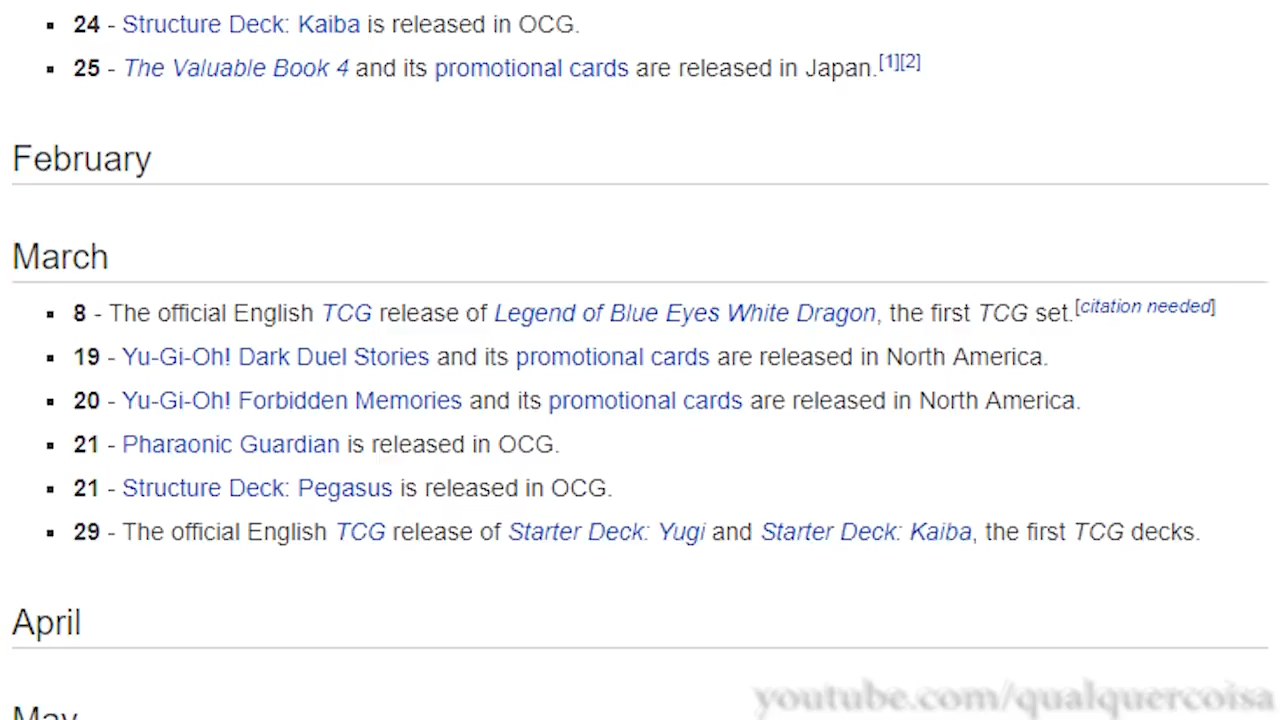 24 - Structure Deck: Kaiba is released in OCG.
25 - The Valuable Book 4 and its promotional cards are released in Japan.[1][2]
February
March
8 - The official English TCG release of Legend of Blue Eyes White Dragon, the first TCG set.[citation needed]
19 - Yu-Gi-Oh! Dark Duel Stories and its promotional cards are released in North America.
20 - Yu-Gi-Oh! Forbidden Memories and its promotional cards are released in North America.
21 - Pharaonic Guardian is released in OCG.
21 - Structure Deck: Pegasus is released in OCG.
29 - The official English TCG release of Starter Deck: Yugi and Starter Deck: Kaiba, the first TCG decks.
April
May
youtube.com/qualquercoisa